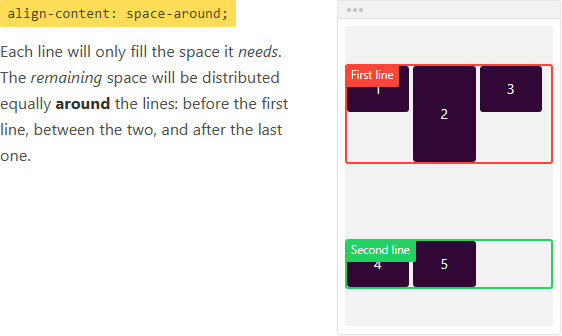 align-content: space-around;
Each line will only fill the space it needs.
The remaining space will be distributed
equally around the lines: before the first
line, between the two, and after the last
one.
First line
1
2
3
Second line
4
5